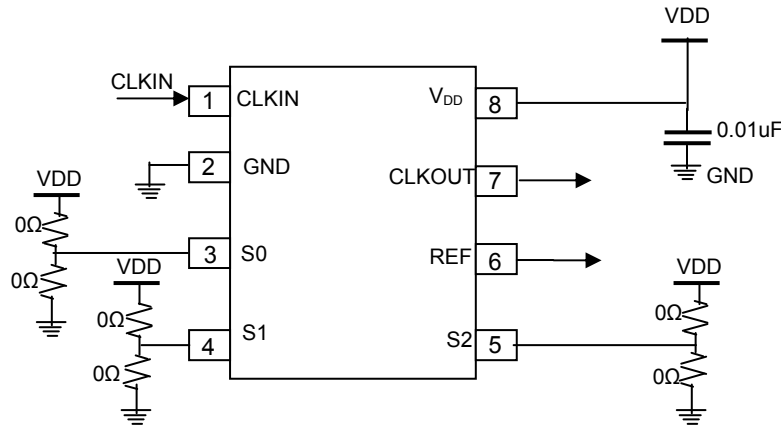 VDD
CLKIN
1 CLKIN
VDD 8
0.01uF
2 GND
CLKOUT 7
GND
VDD
0Ω
3 S0
REF 6
0Ω
VDD
VDD
0Ω
0Ω
4 S1
S2 5
0Ω
0Ω